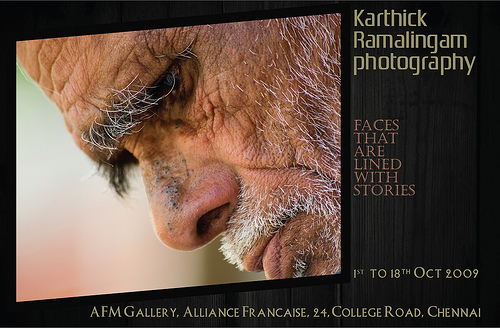 Karthick
Ramalingam
photography
FACES
THAT
ARE
LINED
WITH
STORIES
1ST TO 18TH OCT 2009
AFM GALLERY, ALLIANCE FRANCAISE, 24, COLLEGE ROAD, CHENNAI